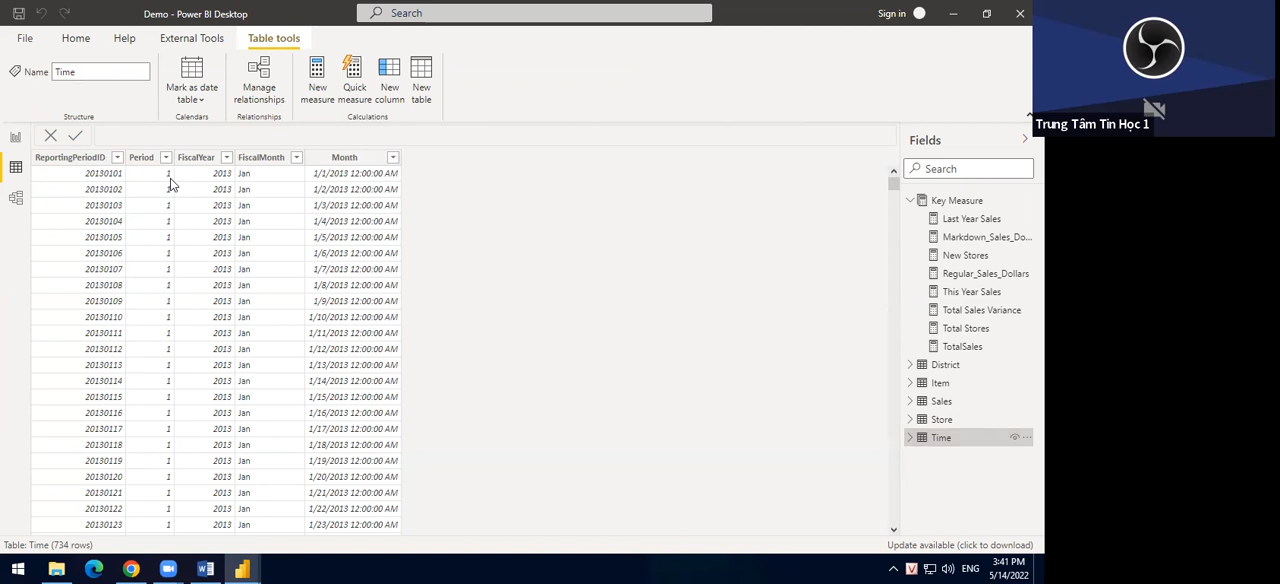 Demo - Power BI Desktop
Search
Sign in
File
Home
Help
External Tools
Table tools
Name
Time
Mark as date table
Manage relationships
New measure
Quick measure
New column
New table
Structure
Calendars
Relationships
Calculations
Trung Tâm Tin Học 1
ReportingPeriodID Period FiscalYear FiscalMonth Month
20130101 1 2013 Jan 1/1/2013 12:00:00 AM
20130102 1 2013 Jan 1/2/2013 12:00:00 AM
20130103 1 2013 Jan 1/3/2013 12:00:00 AM
20130104 1 2013 Jan 1/4/2013 12:00:00 AM
20130105 1 2013 Jan 1/5/2013 12:00:00 AM
20130106 1 2013 Jan 1/6/2013 12:00:00 AM
20130107 1 2013 Jan 1/7/2013 12:00:00 AM
20130108 1 2013 Jan 1/8/2013 12:00:00 AM
20130109 1 2013 Jan 1/9/2013 12:00:00 AM
20130110 1 2013 Jan 1/10/2013 12:00:00 AM
20130111 1 2013 Jan 1/11/2013 12:00:00 AM
20130112 1 2013 Jan 1/12/2013 12:00:00 AM
20130113 1 2013 Jan 1/13/2013 12:00:00 AM
20130114 1 2013 Jan 1/14/2013 12:00:00 AM
20130115 1 2013 Jan 1/15/2013 12:00:00 AM
20130116 1 2013 Jan 1/16/2013 12:00:00 AM
20130117 1 2013 Jan 1/17/2013 12:00:00 AM
20130118 1 2013 Jan 1/18/2013 12:00:00 AM
20130119 1 2013 Jan 1/19/2013 12:00:00 AM
20130120 1 2013 Jan 1/20/2013 12:00:00 AM
20130121 1 2013 Jan 1/21/2013 12:00:00 AM
20130122 1 2013 Jan 1/22/2013 12:00:00 AM
20130123 1 2013 Jan 1/23/2013 12:00:00 AM
Fields
Search
Key Measure
Last Year Sales
Markdown_Sales_Do...
New Stores
Regular_Sales_Dollars
This Year Sales
Total Sales Variance
Total Stores
TotalSales
District
Item
Sales
Store
Time
Table: Time (734 rows)
Update available (click to download)
ENG
3:41 PM
5/14/2022